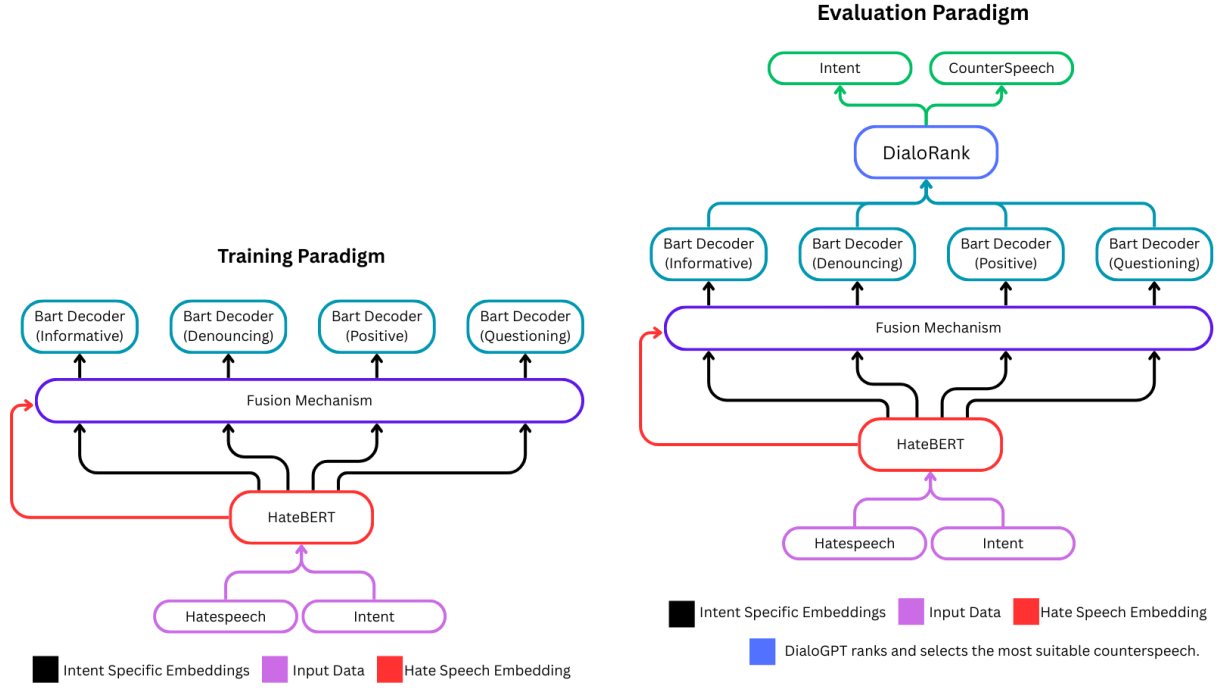 Training Paradigm
Bart Decoder
(Informative)
Bart Decoder
(Denouncing)
Bart Decoder
(Positive)
Bart Decoder
(Questioning)
Fusion Mechanism
HateBERT
Hatespeech
Intent
Intent Specific Embeddings
Input Data
Hate Speech Embedding
Evaluation Paradigm
Intent
CounterSpeech
DialoRank
Bart Decoder
(Informative)
Bart Decoder
(Denouncing)
Bart Decoder
(Positive)
Bart Decoder
(Questioning)
Fusion Mechanism
HateBERT
Hatespeech
Intent
Intent Specific Embeddings
Input Data
Hate Speech Embedding
DialoGPT ranks and selects the most suitable counterspeech.